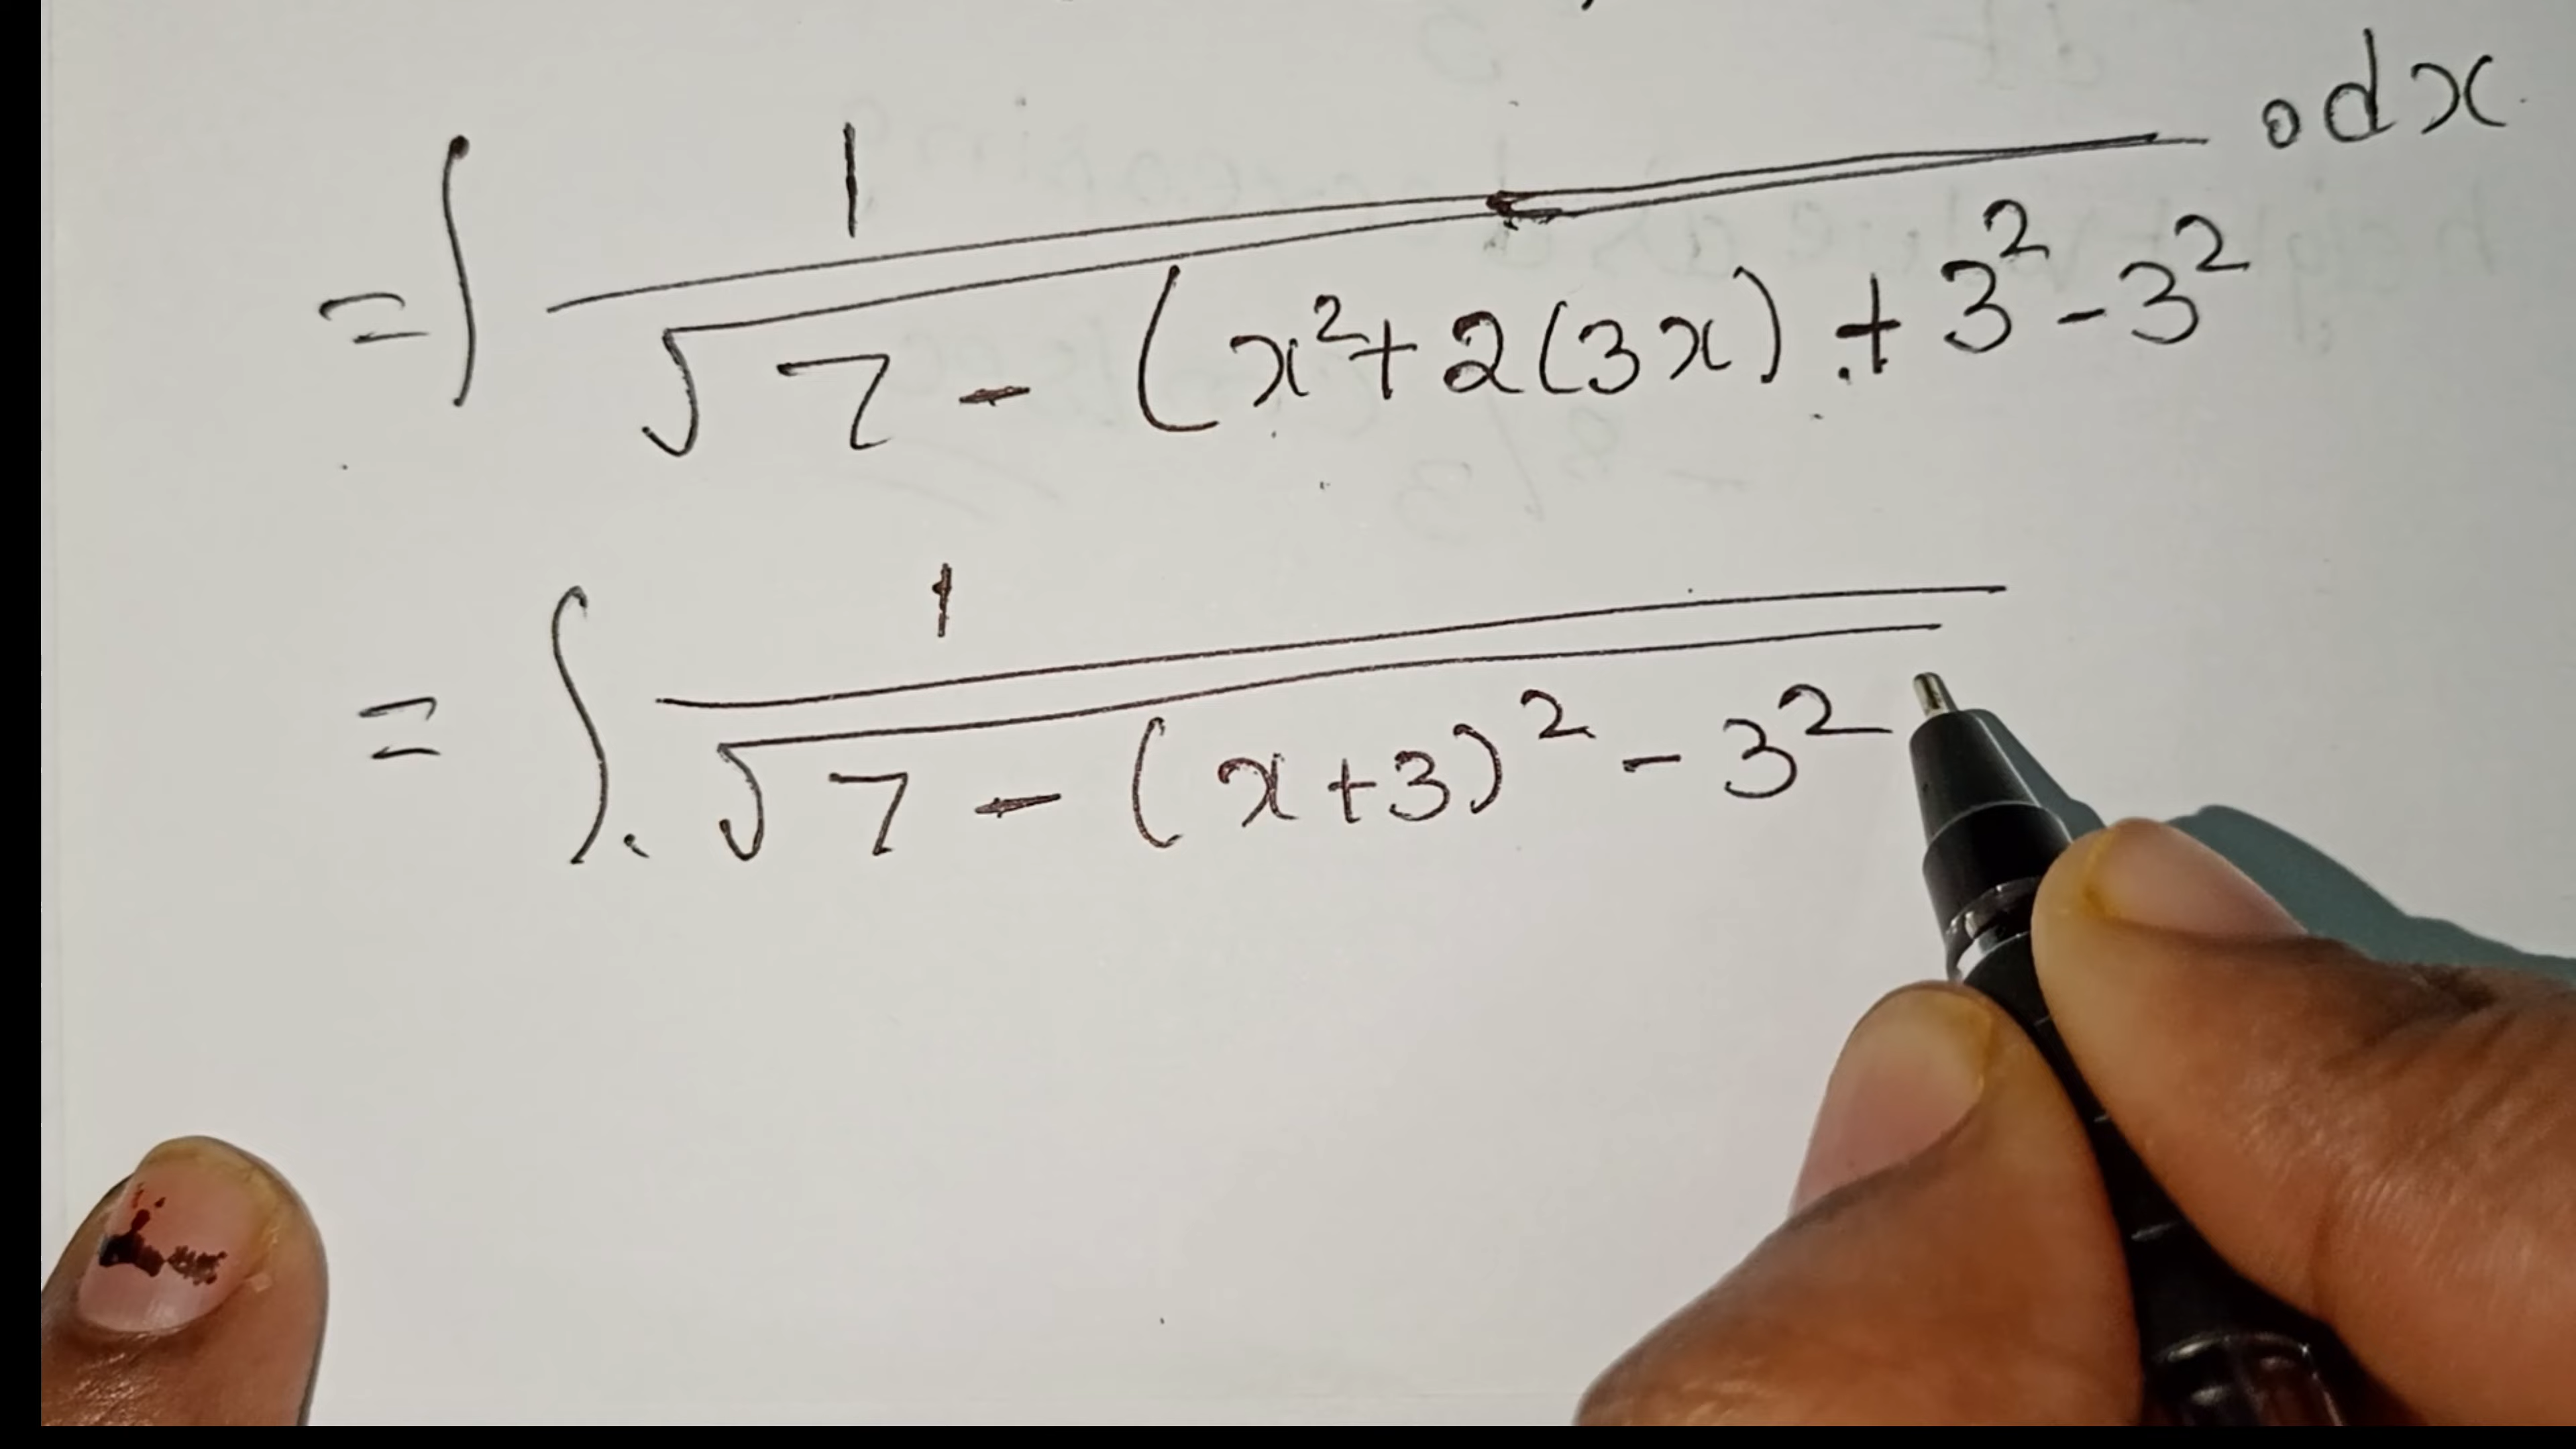 = ∫ 1 / √7 - (x² + 2(3x) + 3² - 3² . dx
= ∫ 1 / √7 - (x+3)² - 3²